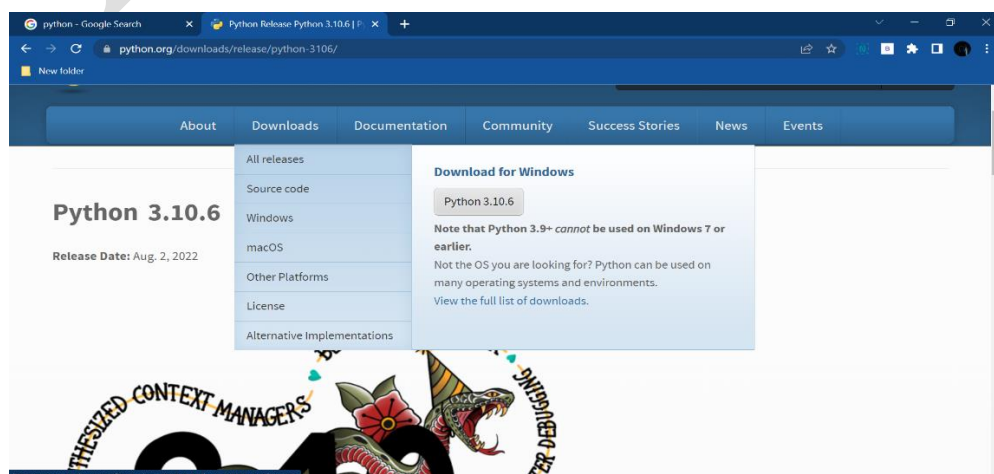 python - Google Search
Python Release Python 3.10.6 | P
python.org/downloads/release/python-3106/
New folder
About Downloads Documentation Community Success Stories News Events
All releases
Source code
Windows
macOS
Other Platforms
License
Alternative Implementations
Download for Windows
Python 3.10.6
Note that Python 3.9+ cannot be used on Windows 7 or
earlier.
Not the OS you are looking for? Python can be used on
many operating systems and environments.
View the full list of downloads.
Python 3.10.6
Release Date: Aug. 2, 2022
THESIZED CONTEXT MANAGERS
DEBUGGING